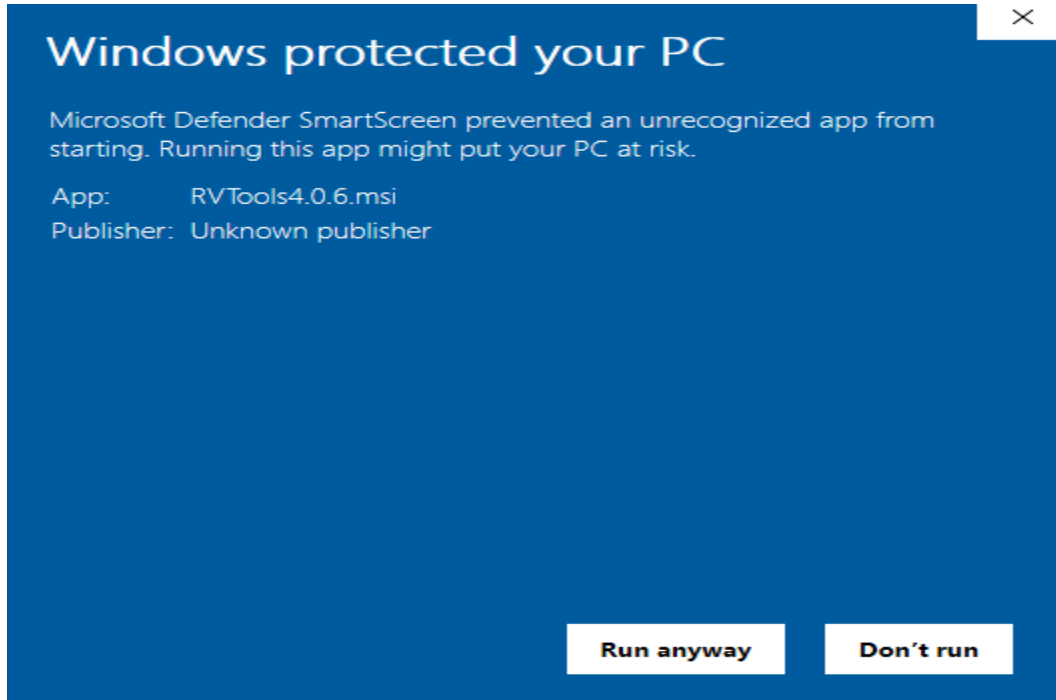 Windows protected your PC
Microsoft Defender SmartScreen prevented an unrecognized app from
starting. Running this app might put your PC at risk.
App: RVTools4.0.6.msi
Publisher: Unknown publisher
Run anyway Don't run